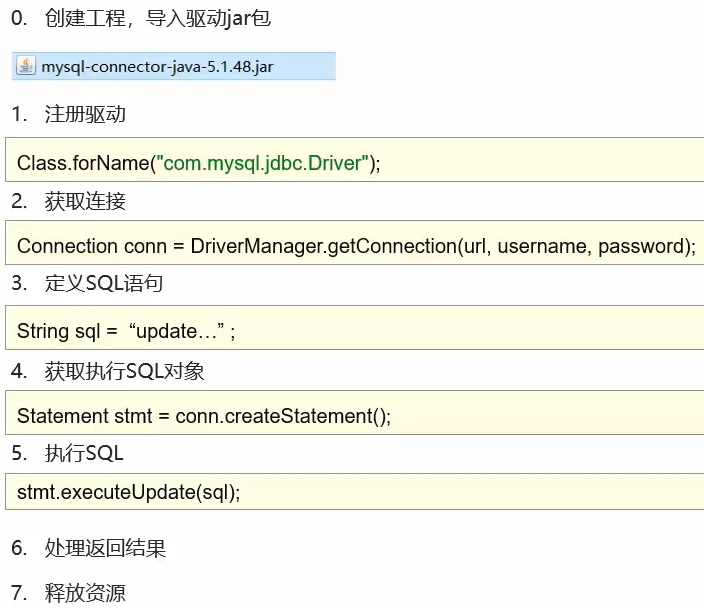 0. 创建工程，导入驱动jar包
mysql-connector-java-5.1.48.jar
1. 注册驱动
Class.forName("com.mysql.jdbc.Driver");
2. 获取连接
Connection conn = DriverManager.getConnection(url, username, password);
3. 定义SQL语句
String sql = “update…” ;
4. 获取执行SQL对象
Statement stmt = conn.createStatement();
5. 执行SQL
stmt.executeUpdate(sql);
6. 处理返回结果
7. 释放资源